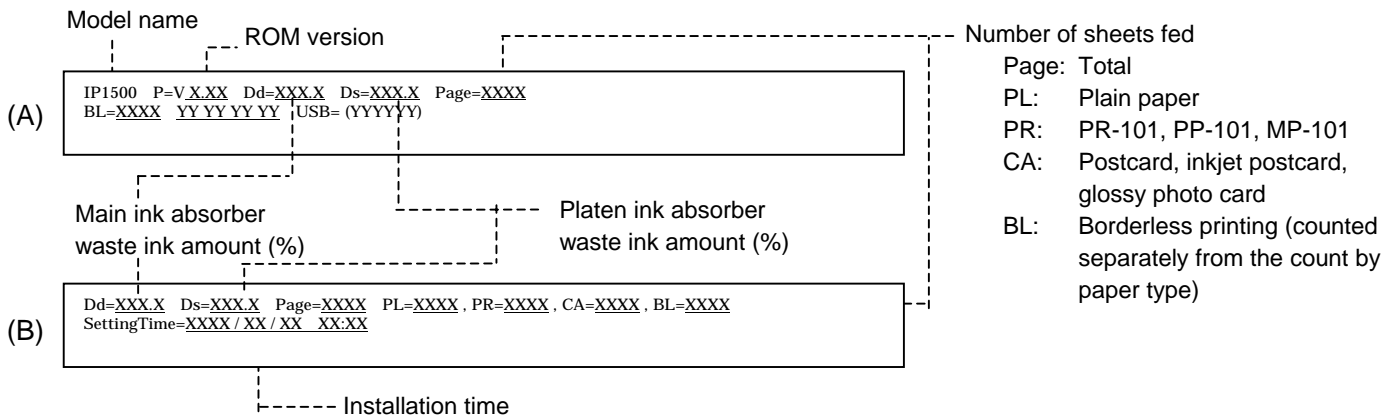 Model name
ROM version
Number of sheets fed
Page: Total
PL: Plain paper
PR: PR-101, PP-101, MP-101
CA: Postcard, inkjet postcard,
glossy photo card
BL: Borderless printing (counted
separately from the count by
paper type)
(A)
IP1500 P=V X.XX Dd=XXX.X Ds=XXX.X Page=XXXX
BL=XXXX YY YY YY YY USB= (YYYYYY)
Main ink absorber
waste ink amount (%)
Platen ink absorber
waste ink amount (%)
(B)
Dd=XXX.X Ds=XXX.X Page=XXXX PL=XXXX , PR=XXXX , CA=XXXX , BL=XXXX
SettingTime=XXXX / XX / XX XX:XX
Installation time